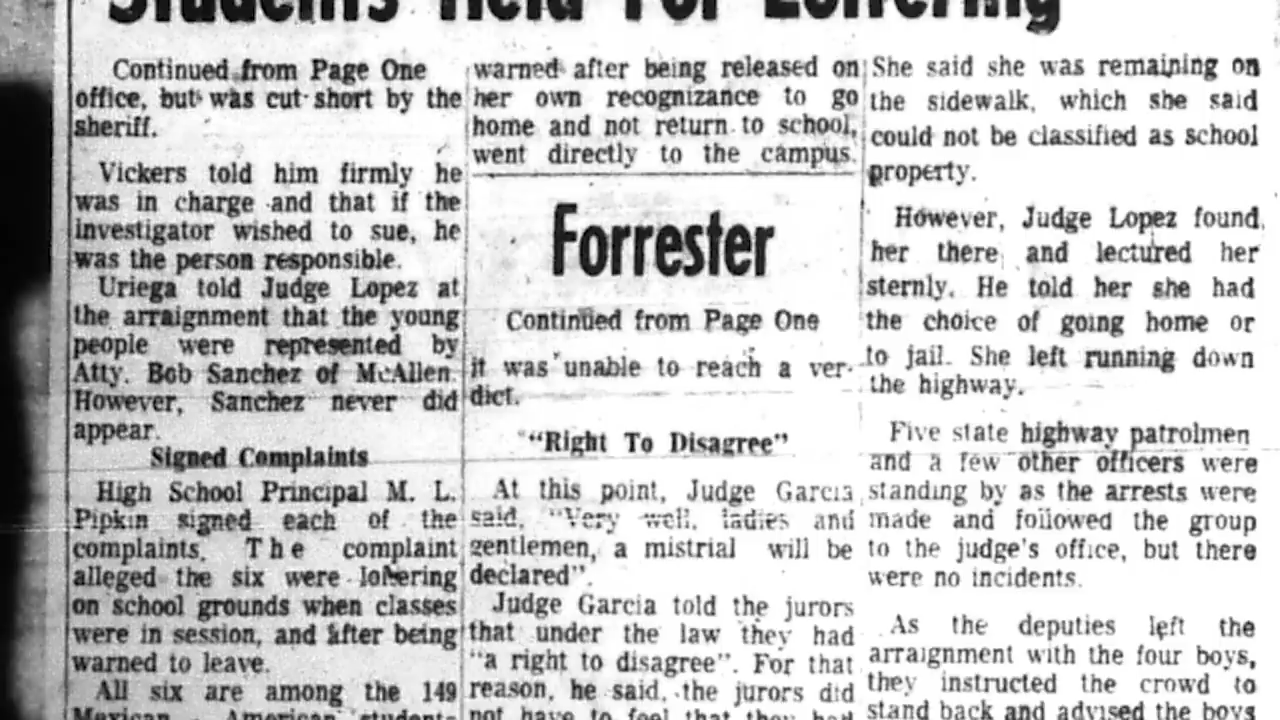 Students Held For Loitering
Continued from Page One
office, but was cut short by the
sheriff.
Vickers told him firmly he
was in charge and that if the
investigator wished to sue, he
was the person responsible.
Uriega told Judge Lopez at
the arraignment that the young
people were represented by
Atty. Bob Sanchez of McAllen.
However, Sanchez never did
appear.
Signed Complaints
High School Principal M. L.
Pipkin signed each of the
complaints. The complaint
alleged the six were loitering
on school grounds when classes
were in session, and after being
warned to leave.
All six are among the 149
Mexican - American students
warned after being released on
her own recognizance to go
home and not return to school,
went directly to the campus.
Forrester
Continued from Page One
it was unable to reach a ver-
dict.
"Right To Disagree"
At this point, Judge Garcia
said, "Very well, ladies and
gentlemen, a mistrial will be
declared".
Judge Garcia told the jurors
that under the law they had
"a right to disagree". For that
reason, he said, the jurors did
not have to feel that they had
She said she was remaining on
the sidewalk, which she said
could not be classified as school
property.
However, Judge Lopez found
her there and lectured her
sternly. He told her she had
the choice of going home or
to jail. She left running down
the highway.
Five state highway patrolmen
and a few other officers were
standing by as the arrests were
made and followed the group
to the judge's office, but there
were no incidents.
As the deputies left the
arraignment with the four boys,
they instructed the crowd to
stand back and advised the boys